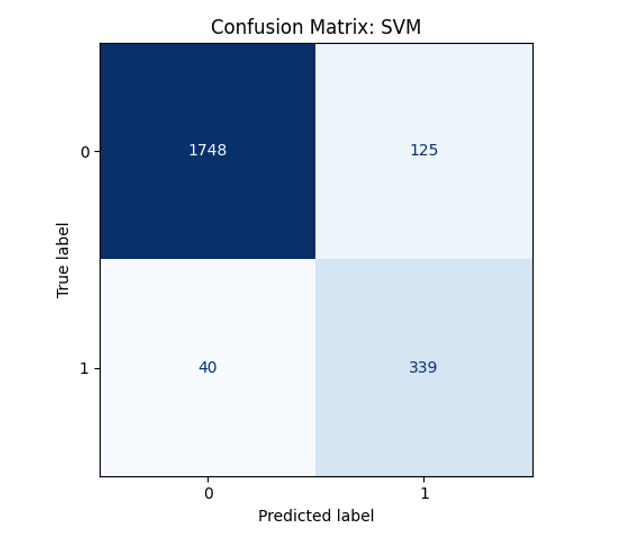 Confusion Matrix: SVM
True label
0
1748
125
1
40
339
0
1
Predicted label